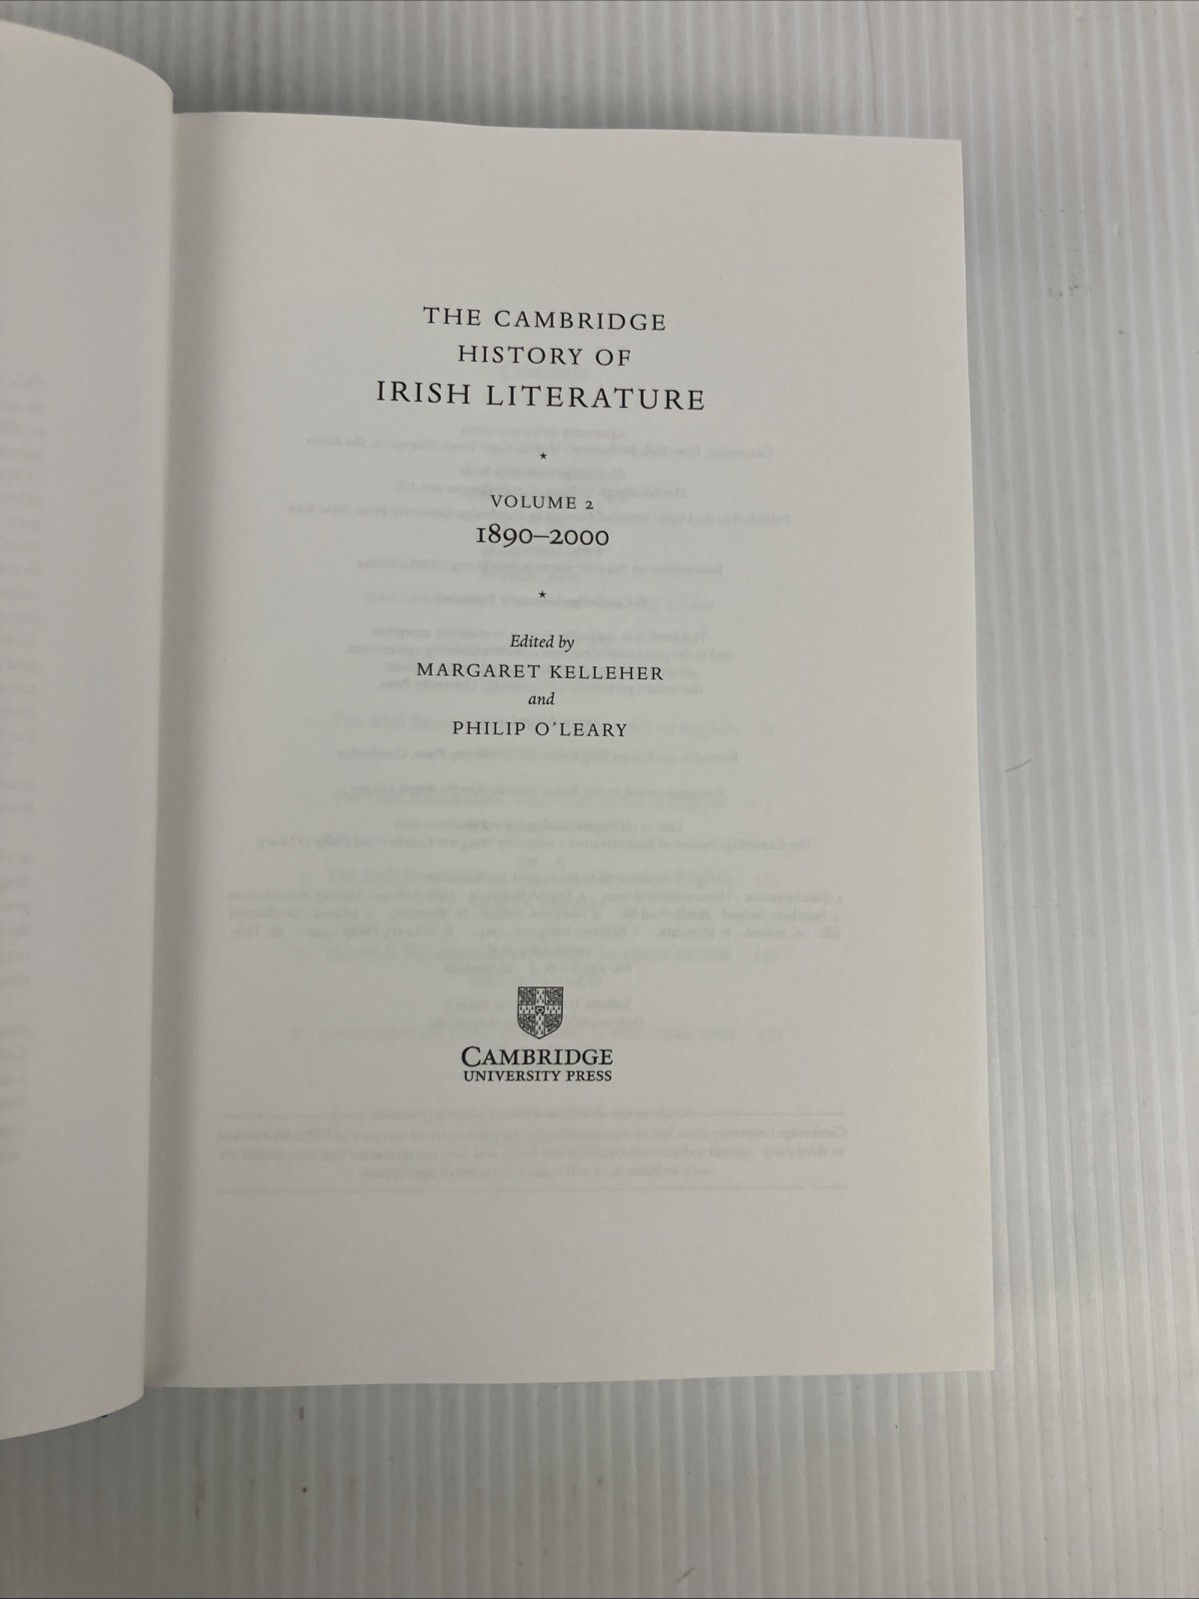 THE CAMBRIDGE
HISTORY OF
IRISH LITERATURE
*
VOLUME 2
1890–2000
*
Edited by
MARGARET KELLEHER
and
PHILIP O'LEARY
CAMBRIDGE
UNIVERSITY PRESS